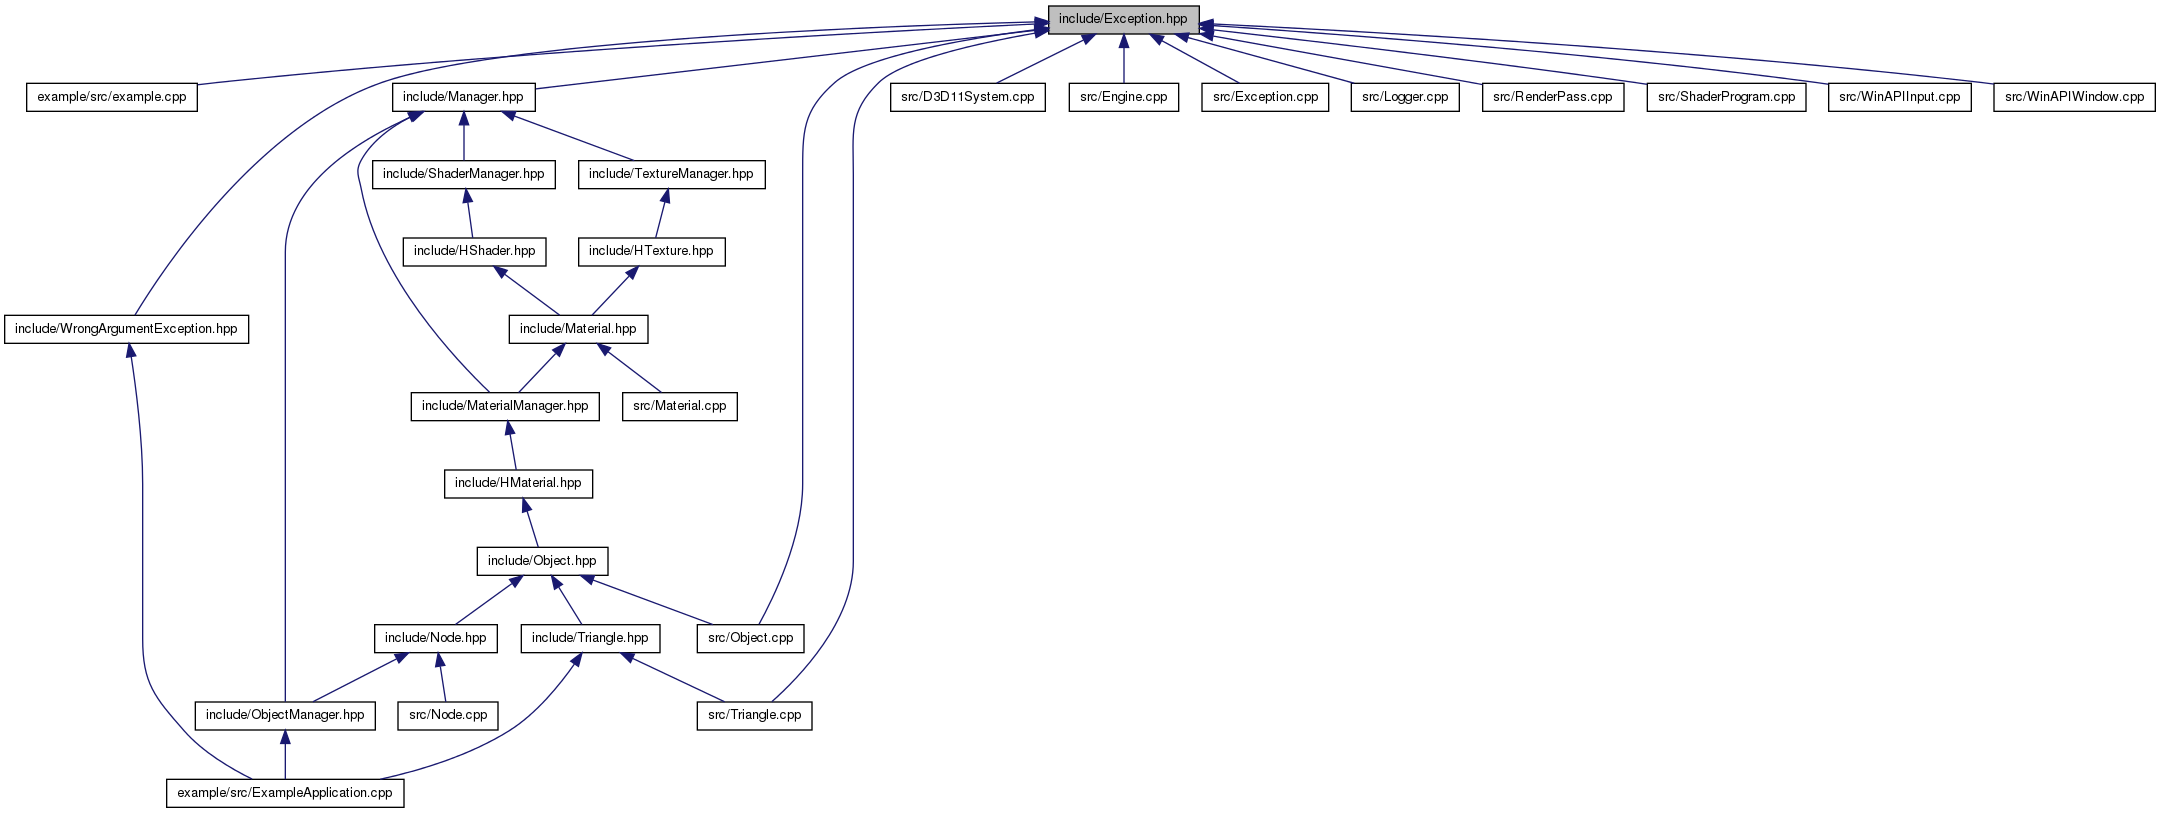 include/Exception.hpp
example/src/example.cpp
include/Manager.hpp
src/D3D11System.cpp
src/Engine.cpp
src/Exception.cpp
src/Logger.cpp
src/RenderPass.cpp
src/ShaderProgram.cpp
src/WinAPIInput.cpp
src/WinAPIWindow.cpp
include/ShaderManager.hpp
include/TextureManager.hpp
include/HShader.hpp
include/HTexture.hpp
include/WrongArgumentException.hpp
include/Material.hpp
include/MaterialManager.hpp
src/Material.cpp
include/HMaterial.hpp
include/Object.hpp
include/Node.hpp
include/Triangle.hpp
src/Object.cpp
include/ObjectManager.hpp
src/Node.cpp
src/Triangle.cpp
example/src/ExampleApplication.cpp